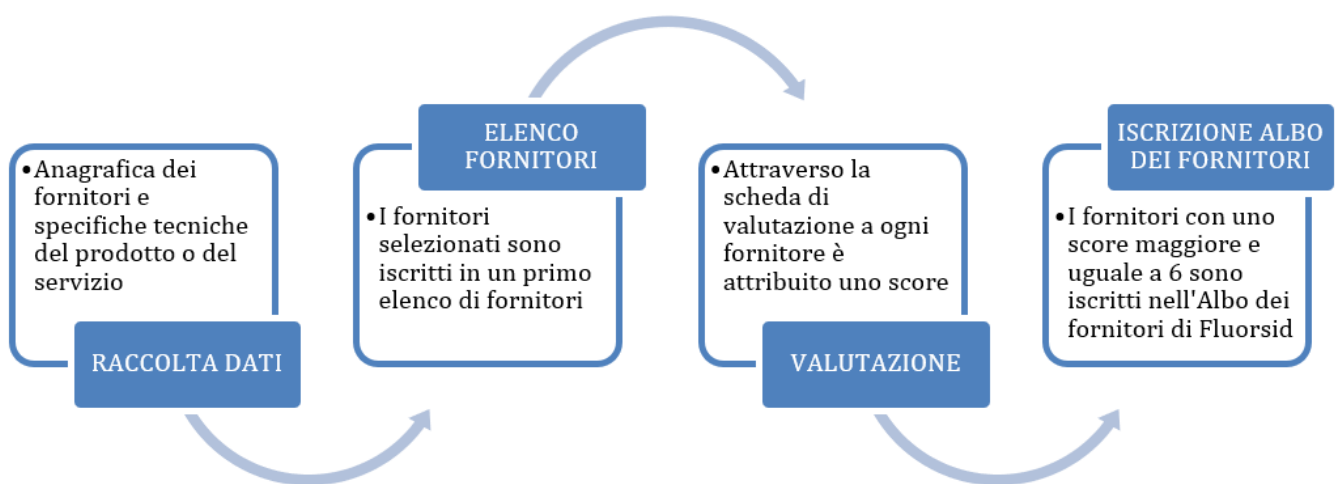 •Anagrafica dei
fornitori e
specifiche tecniche
del prodotto o del
servizio
RACCOLTA DATI
ELENCO
FORNITORI
•I fornitori
selezionati sono
iscritti in un primo
elenco di fornitori
•Attraverso la
scheda di
valutazione a ogni
fornitore è
attribuito uno score
VALUTAZIONE
ISCRIZIONE ALBO
DEI FORNITORI
•I fornitori con uno
score maggiore e
uguale a 6 sono
iscritti nell'Albo dei
fornitori di Fluorsid